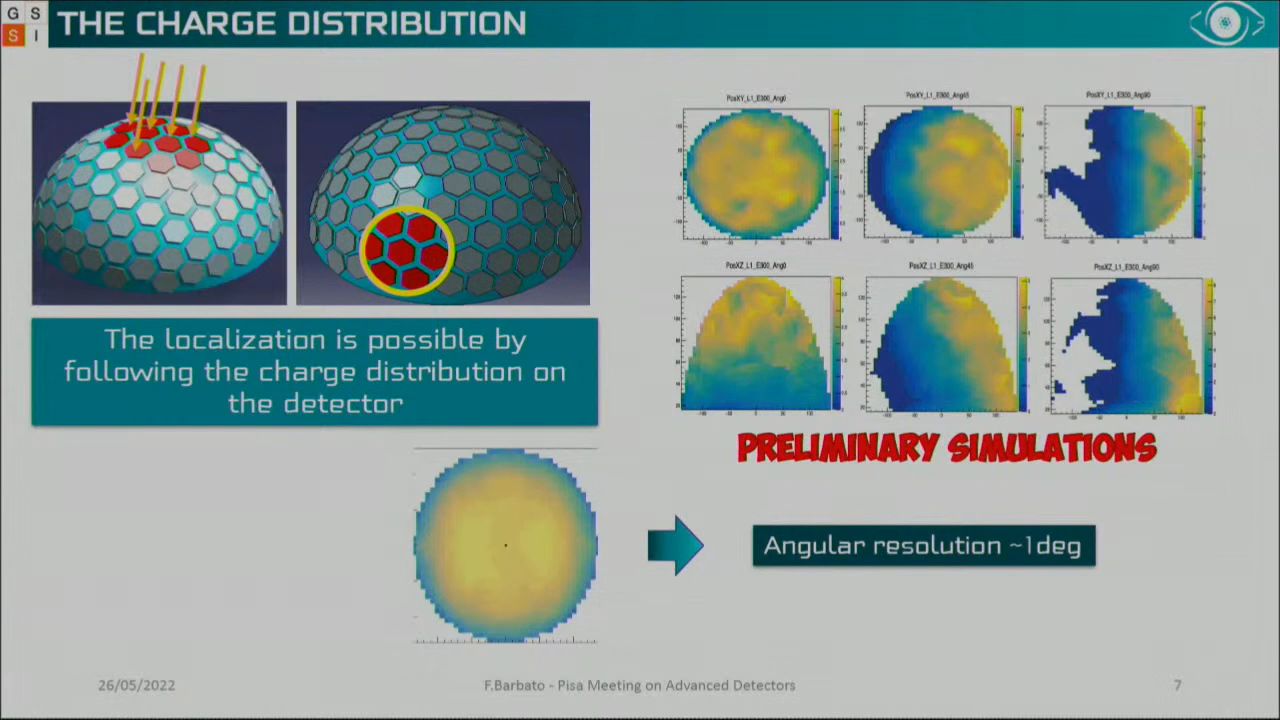 G S
S I
THE CHARGE DISTRIBUTION
PosXY_L1_E300_Ang0
PosXY_L1_E300_Ang45
PosXY_L1_E300_Ang90
PosXZ_L1_E300_Ang0
PosXZ_L1_E300_Ang45
PosXZ_L1_E300_Ang90
The localization is possible by
following the charge distribution on
the detector
PRELIMINARY SIMULATIONS
Angular resolution ~1deg
26/05/2022
F.Barbato - Pisa Meeting on Advanced Detectors
7